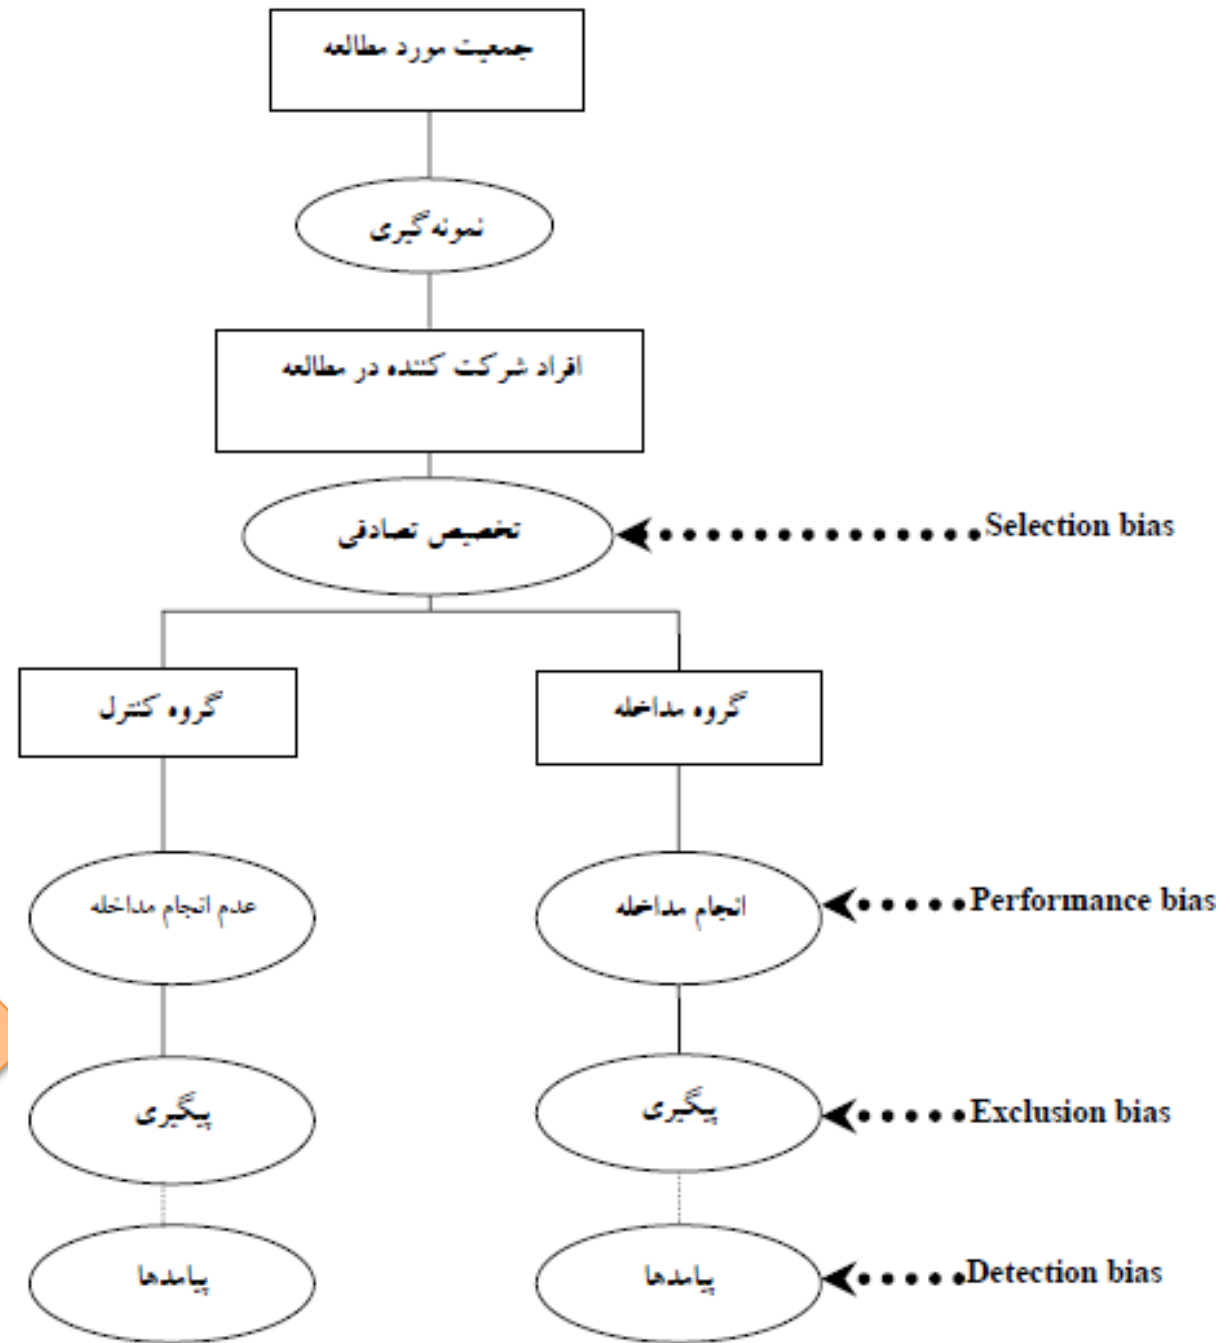 جمعیت مورد مطالعه
نمونه‌گیری
افراد شرکت کننده در مطالعه
تخصیص تصادفی
Selection bias
گروه مداخله
گروه کنترل
انجام مداخله
Performance bias
عدم انجام مداخله
پیگیری
Exclusion bias
پیگیری
پیامدها
Detection bias
پیامدها